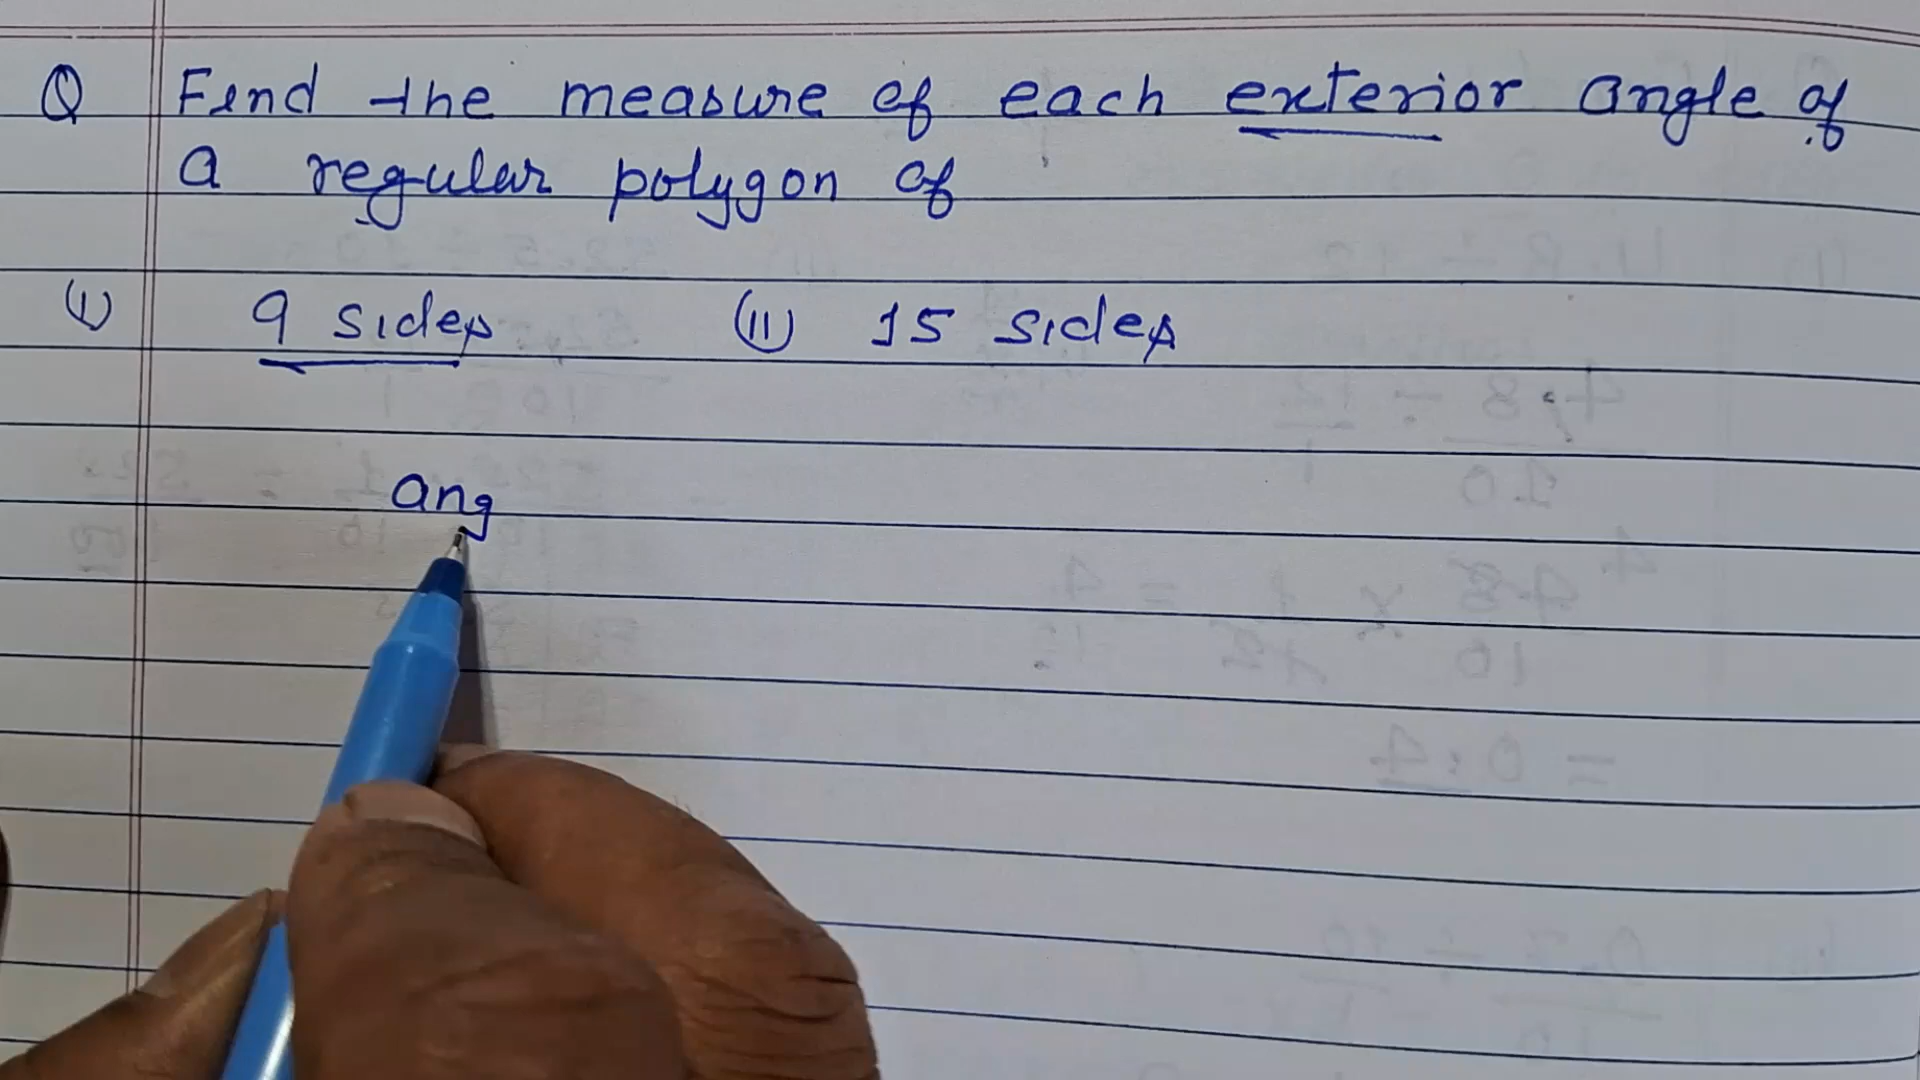 Q Find the measure of each exterior angle of
a regular polygon of
(i) 9 sides (ii) 15 sides
ang